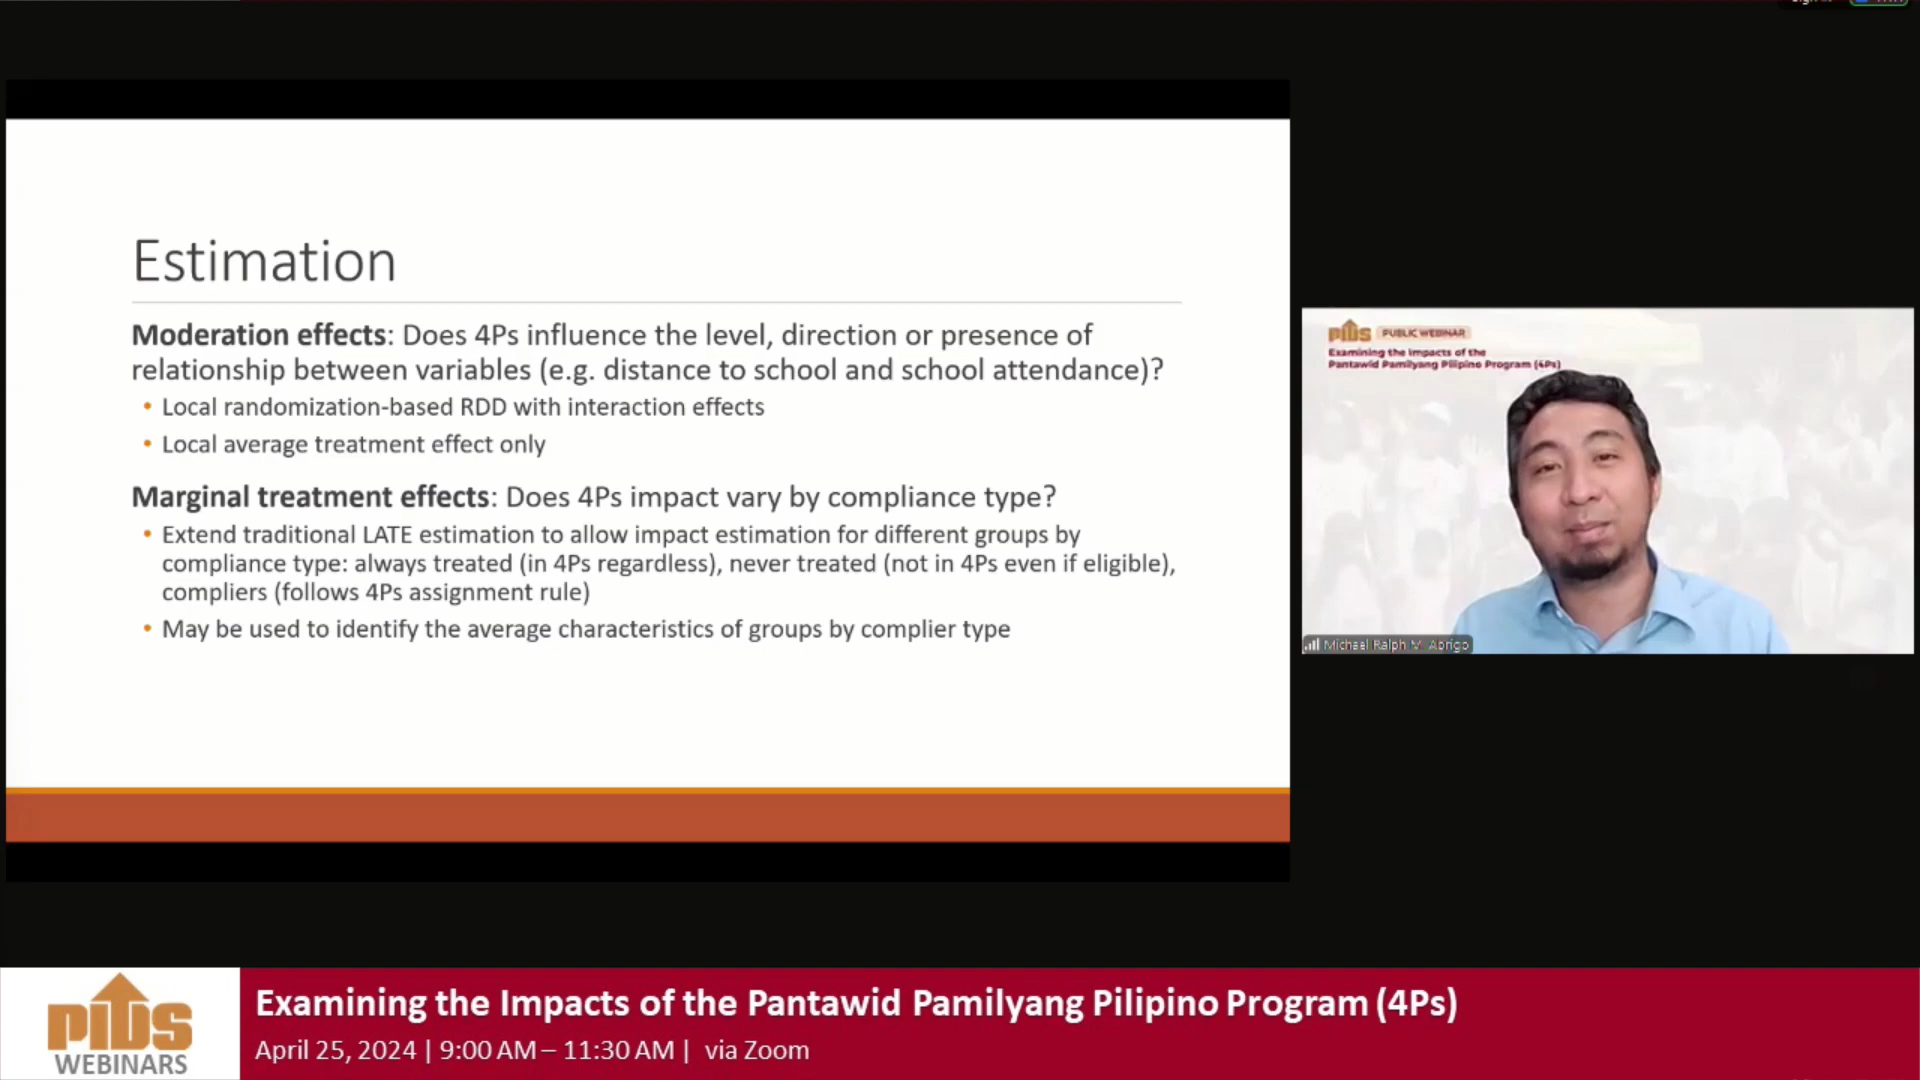 Estimation
Moderation effects: Does 4Ps influence the level, direction or presence of
relationship between variables (e.g. distance to school and school attendance)?
• Local randomization-based RDD with interaction effects
• Local average treatment effect only
Marginal treatment effects: Does 4Ps impact vary by compliance type?
• Extend traditional LATE estimation to allow impact estimation for different groups by
compliance type: always treated (in 4Ps regardless), never treated (not in 4Ps even if eligible),
compliers (follows 4Ps assignment rule)
• May be used to identify the average characteristics of groups by complier type
PIDS PUBLIC WEBINAR
Examining the Impacts of the
Pantawid Pamilyang Pilipino Program (4Ps)
Michael Ralph M. Abrigo
PIDS
WEBINARS
Examining the Impacts of the Pantawid Pamilyang Pilipino Program (4Ps)
April 25, 2024 | 9:00 AM – 11:30 AM | via Zoom